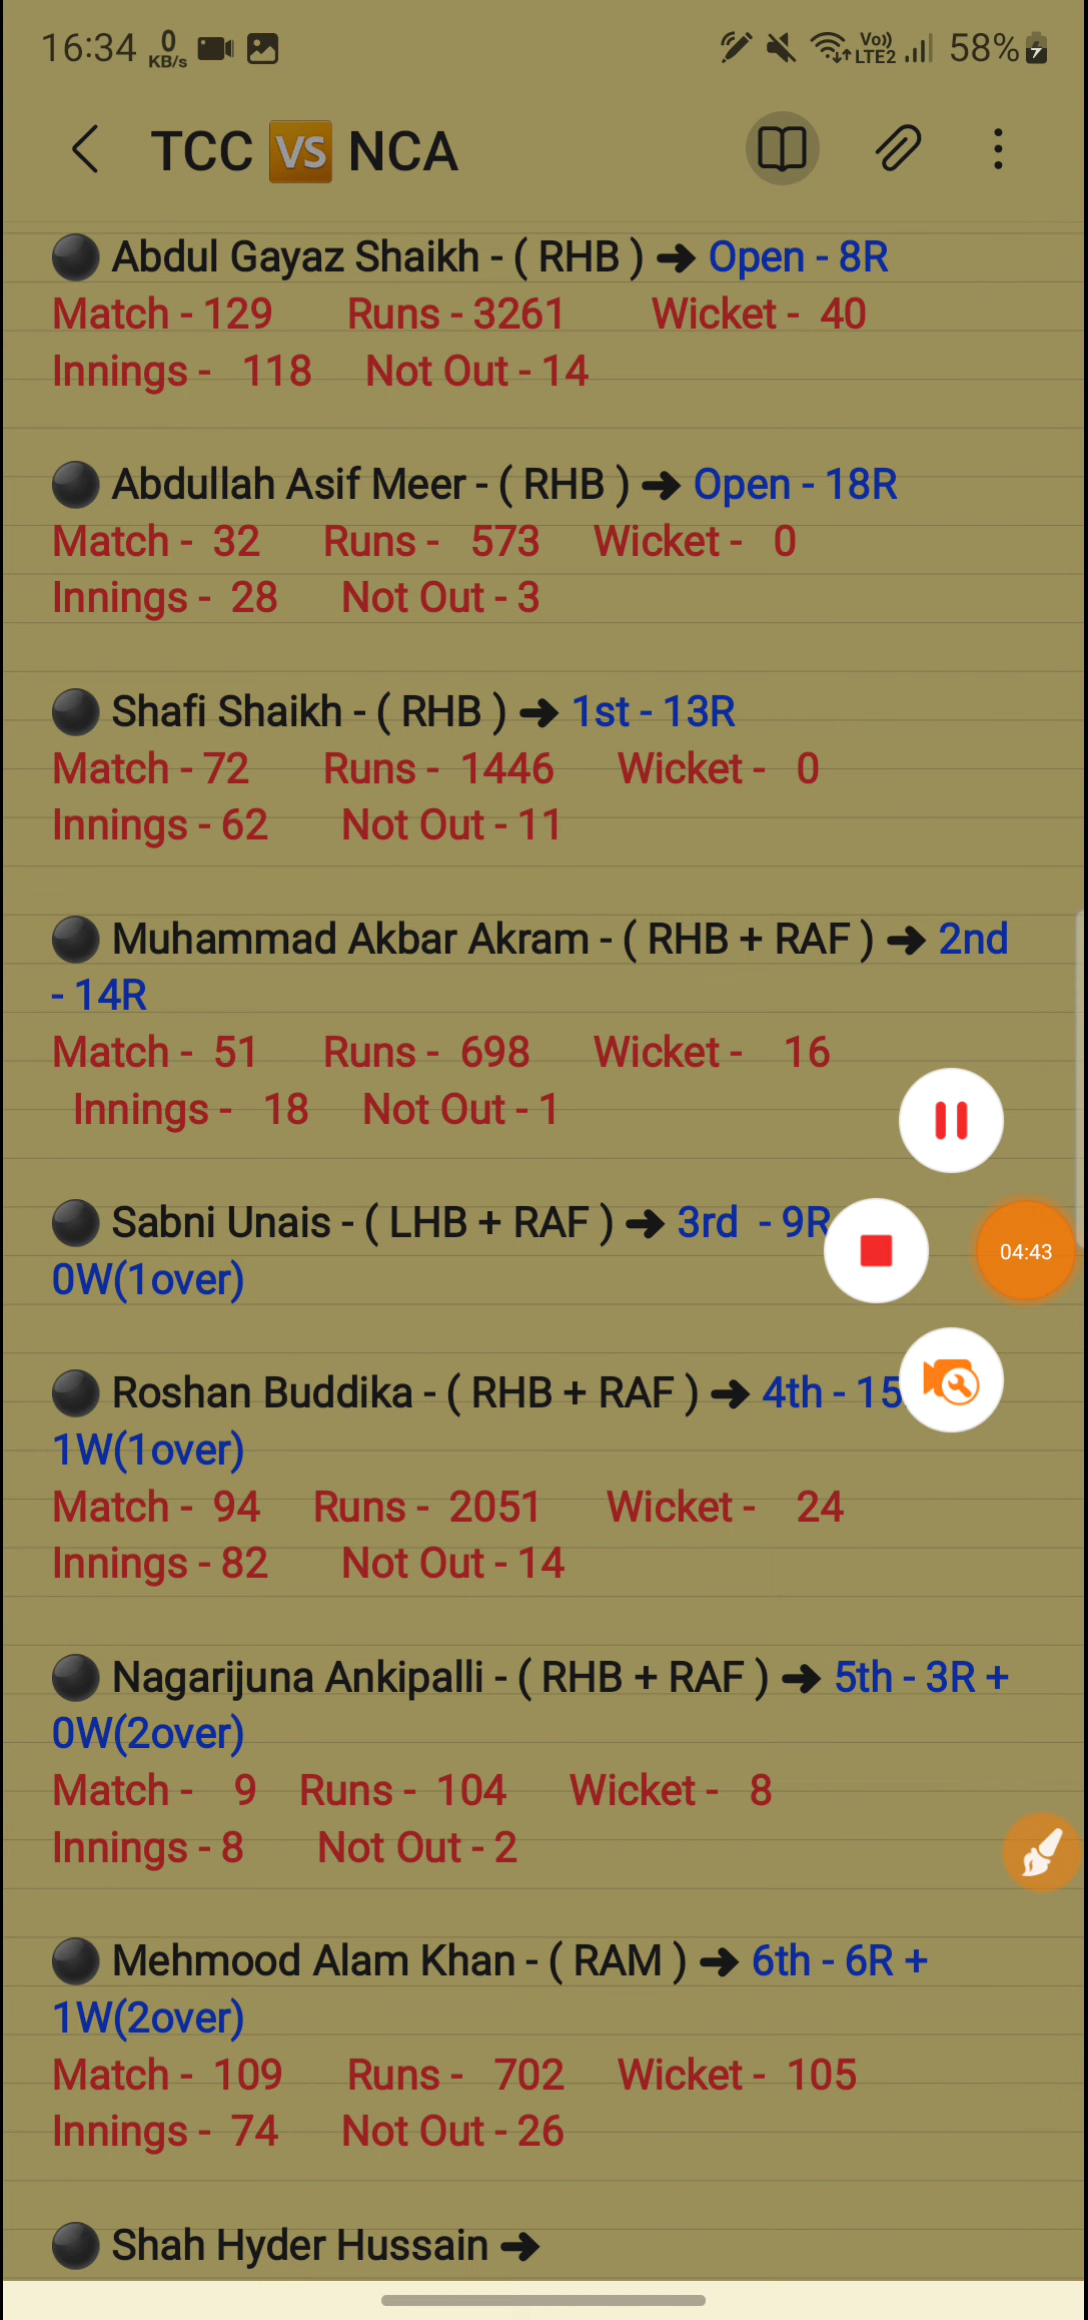 16:34 0 KB/s Vo)) LTE2 58%
TCC VS NCA
Abdul Gayaz Shaikh - ( RHB ) ➔ Open - 8R
Match - 129 Runs - 3261 Wicket - 40
Innings - 118 Not Out - 14
Abdullah Asif Meer - ( RHB ) ➔ Open - 18R
Match - 32 Runs - 573 Wicket - 0
Innings - 28 Not Out - 3
Shafi Shaikh - ( RHB ) ➔ 1st - 13R
Match - 72 Runs - 1446 Wicket - 0
Innings - 62 Not Out - 11
Muhammad Akbar Akram - ( RHB + RAF ) ➔ 2nd
- 14R
Match - 51 Runs - 698 Wicket - 16
Innings - 18 Not Out - 1
Sabni Unais - ( LHB + RAF ) ➔ 3rd - 9R
0W(1over)
04:43
Roshan Buddika - ( RHB + RAF ) ➔ 4th - 15
1W(1over)
Match - 94 Runs - 2051 Wicket - 24
Innings - 82 Not Out - 14
Nagarijuna Ankipalli - ( RHB + RAF ) ➔ 5th - 3R +
0W(2over)
Match - 9 Runs - 104 Wicket - 8
Innings - 8 Not Out - 2
Mehmood Alam Khan - ( RAM ) ➔ 6th - 6R +
1W(2over)
Match - 109 Runs - 702 Wicket - 105
Innings - 74 Not Out - 26
Shah Hyder Hussain ➔